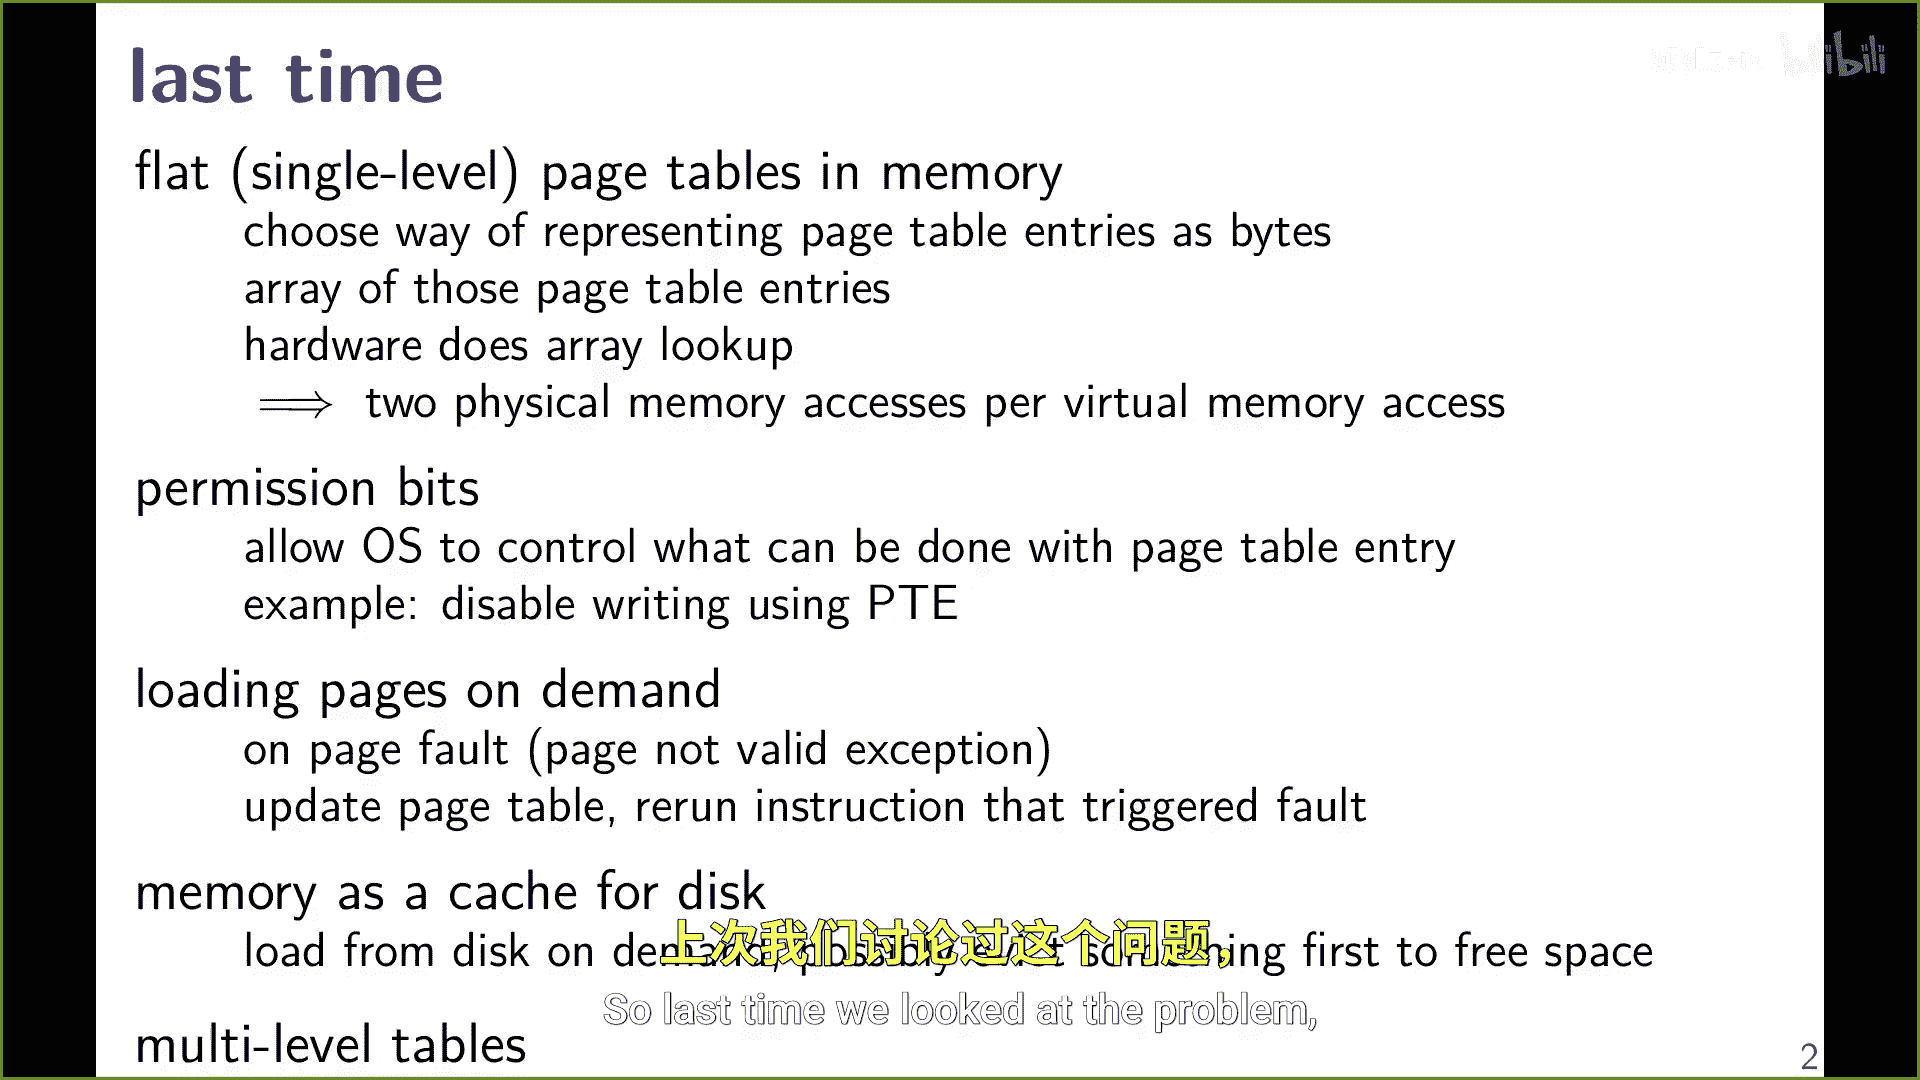 last time
bilibili
flat (single-level) page tables in memory
choose way of representing page table entries as bytes
array of those page table entries
hardware does array lookup
⟹ two physical memory accesses per virtual memory access
permission bits
allow OS to control what can be done with page table entry
example: disable writing using PTE
loading pages on demand
on page fault (page not valid exception)
update page table, rerun instruction that triggered fault
memory as a cache for disk
load from disk on demand, possibly something first to free space
上次我们讨论过这个问题,
So last time we looked at the problem,
multi-level tables
2